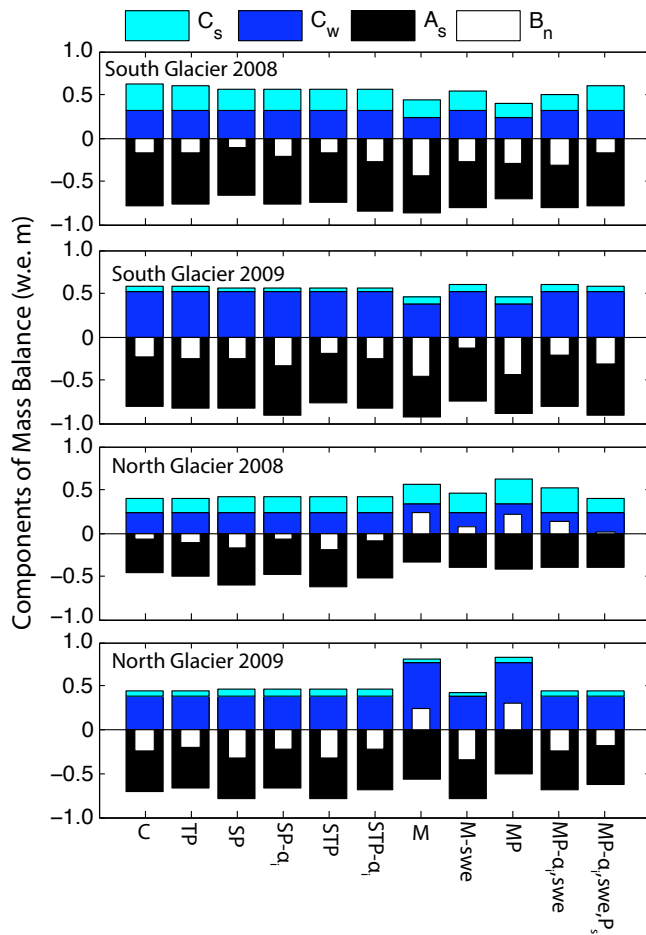 C_s C_w A_s B_n
Components of Mass Balance (w.e. m)
1.0
South Glacier 2008
0.5
0
−0.5
−1.0
1.0
South Glacier 2009
0.5
0
−0.5
−1.0
1.0
North Glacier 2008
0.5
0
−0.5
−1.0
1.0
North Glacier 2009
0.5
0
−0.5
−1.0
C TP SP SP-α_i STP STP-α_i M M-swe MP MP-α_i,swe MP-α_i,swe,P_s